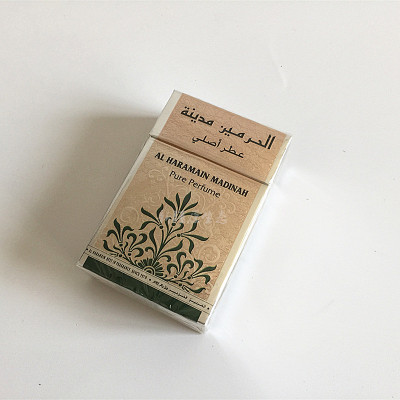 الحرمين مدينة
عطر أصلي
AL HARAMAIN MADINAH
Pure Perfume